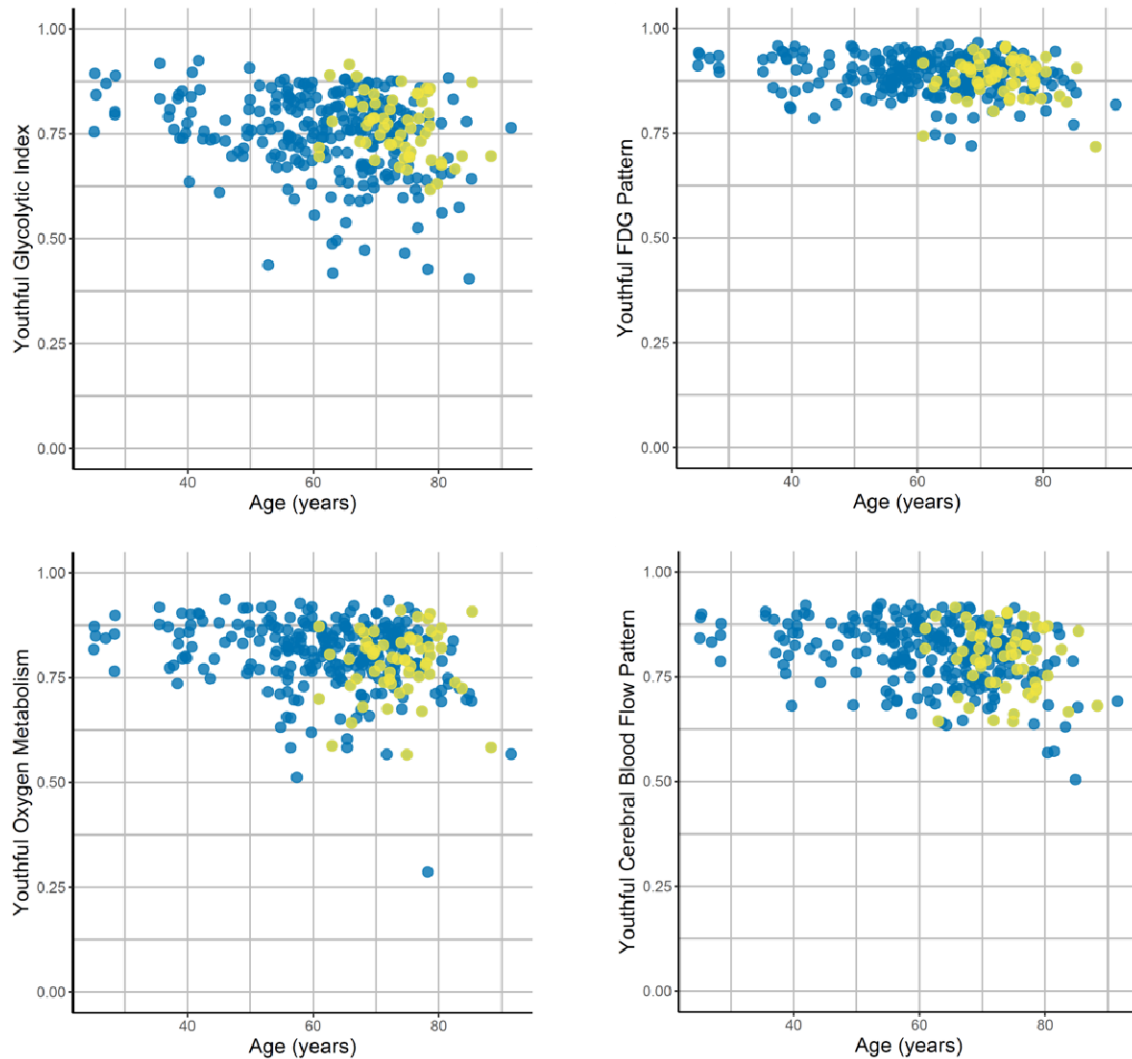 Youthful Glycolytic Index
1.00
0.75
0.50
0.25
0.00
40 60 80
Age (years)
Youthful FDG Pattern
1.00
0.75
0.50
0.25
0.00
40 60 80
Age (years)
Youthful Oxygen Metabolism
1.00
0.75
0.50
0.25
0.00
40 60 80
Age (years)
Youthful Cerebral Blood Flow Pattern
1.00
0.75
0.50
0.25
0.00
40 60 80
Age (years)